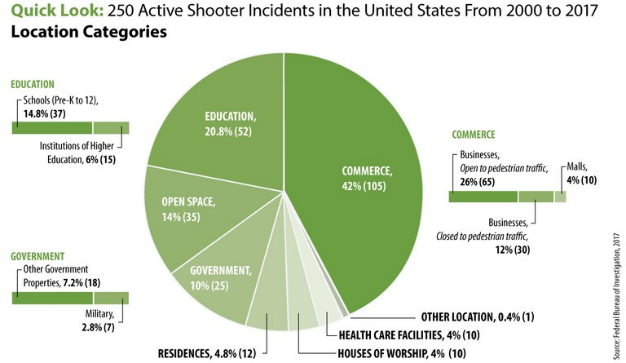 Quick Look: 250 Active Shooter Incidents in the United States From 2000 to 2017
Location Categories
EDUCATION
Schools (Pre-K to 12),
14.8% (37)
Institutions of Higher
Education, 6% (15)
GOVERNMENT
Other Government
Properties, 7.2% (18)
Military,
2.8% (7)
EDUCATION,
20.8% (52)
OPEN SPACE,
14% (35)
GOVERNMENT,
10% (25)
COMMERCE,
42% (105)
RESIDENCES, 4.8% (12)
HOUSES OF WORSHIP, 4% (10)
HEALTH CARE FACILITIES, 4% (10)
OTHER LOCATION, 0.4% (1)
COMMERCE
Businesses,
Open to pedestrian traffic,
26% (65)
Malls,
4% (10)
Businesses,
Closed to pedestrian traffic,
12% (30)
Source: Federal Bureau of Investigation, 2017